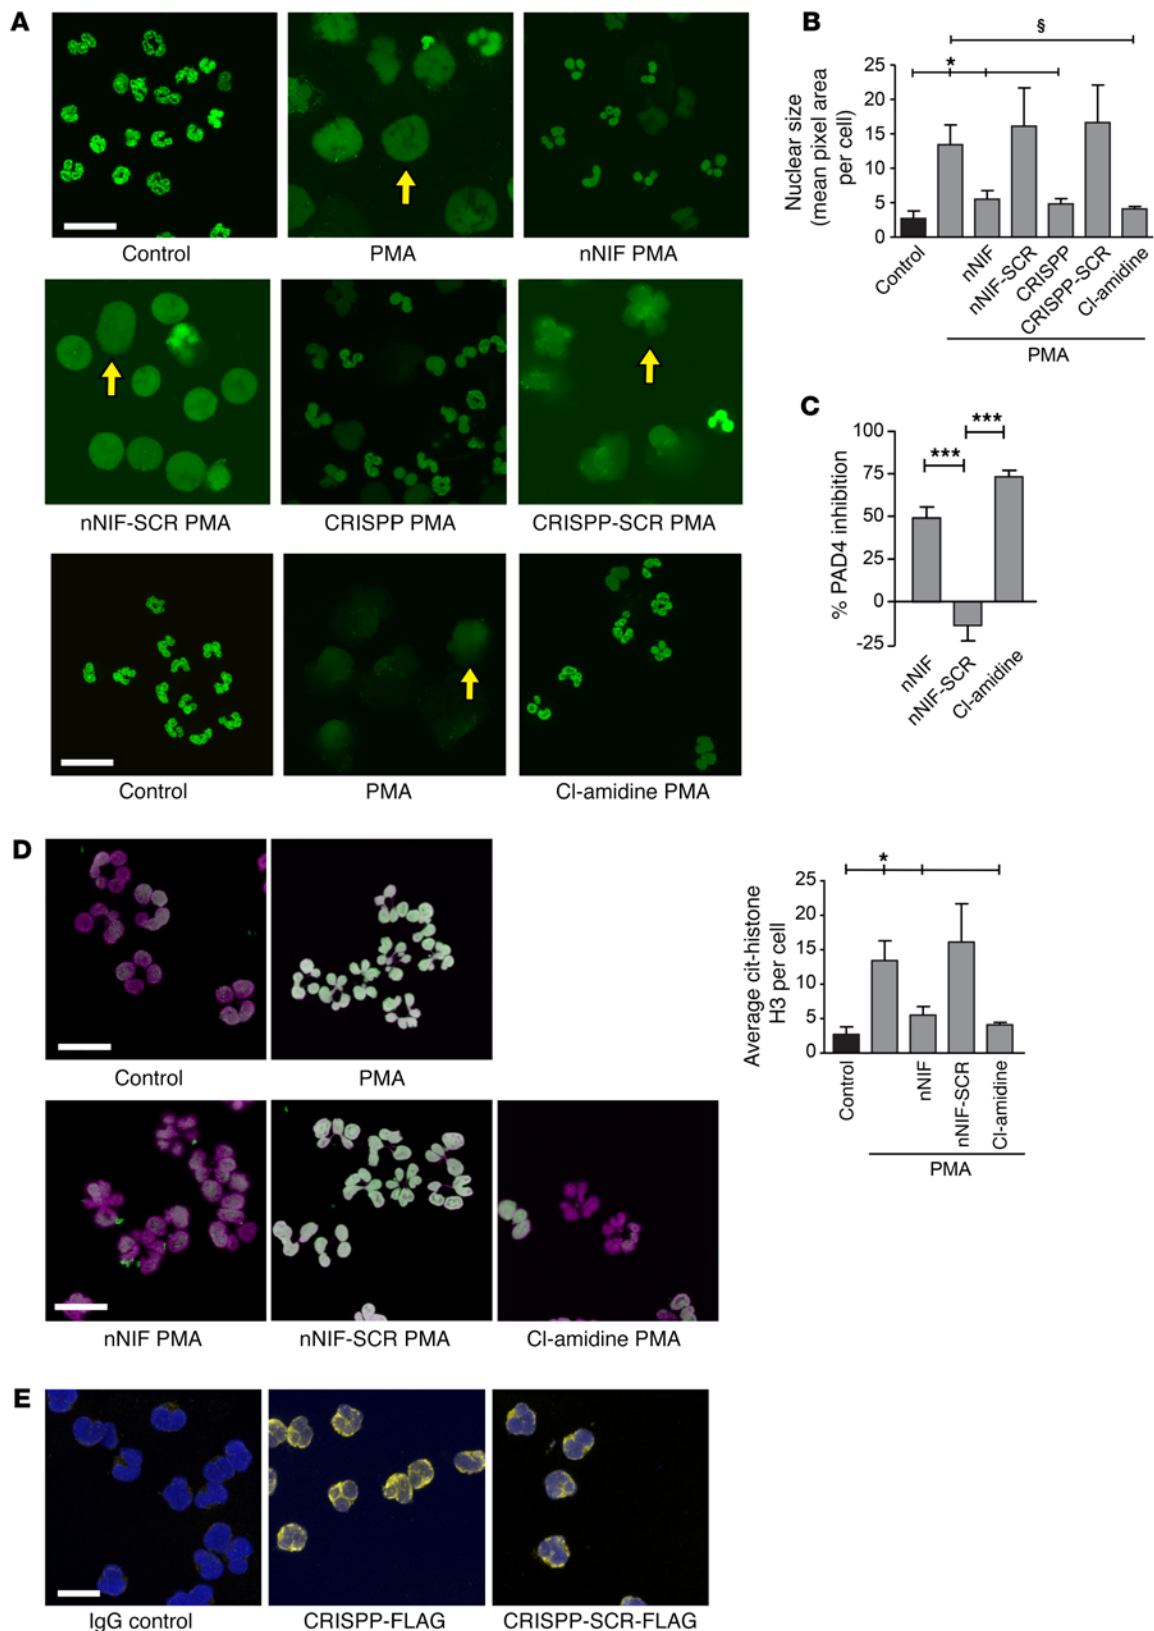 A
Control
PMA
nNIF PMA
nNIF-SCR PMA
CRISPP PMA
CRISPP-SCR PMA
Control
PMA
Cl-amidine PMA
B
§
*
Nuclear size
(mean pixel area
per cell)
25
20
15
10
5
0
Control
nNIF
nNIF-SCR
CRISPP
CRISPP-SCR
Cl-amidine
PMA
C
***
***
% PAD4 inhibition
100
75
50
25
0
-25
nNIF
nNIF-SCR
Cl-amidine
D
Control
PMA
nNIF PMA
nNIF-SCR PMA
Cl-amidine PMA
*
Average cit-histone
H3 per cell
25
20
15
10
5
0
Control
nNIF
nNIF-SCR
Cl-amidine
PMA
E
IgG control
CRISPP-FLAG
CRISPP-SCR-FLAG